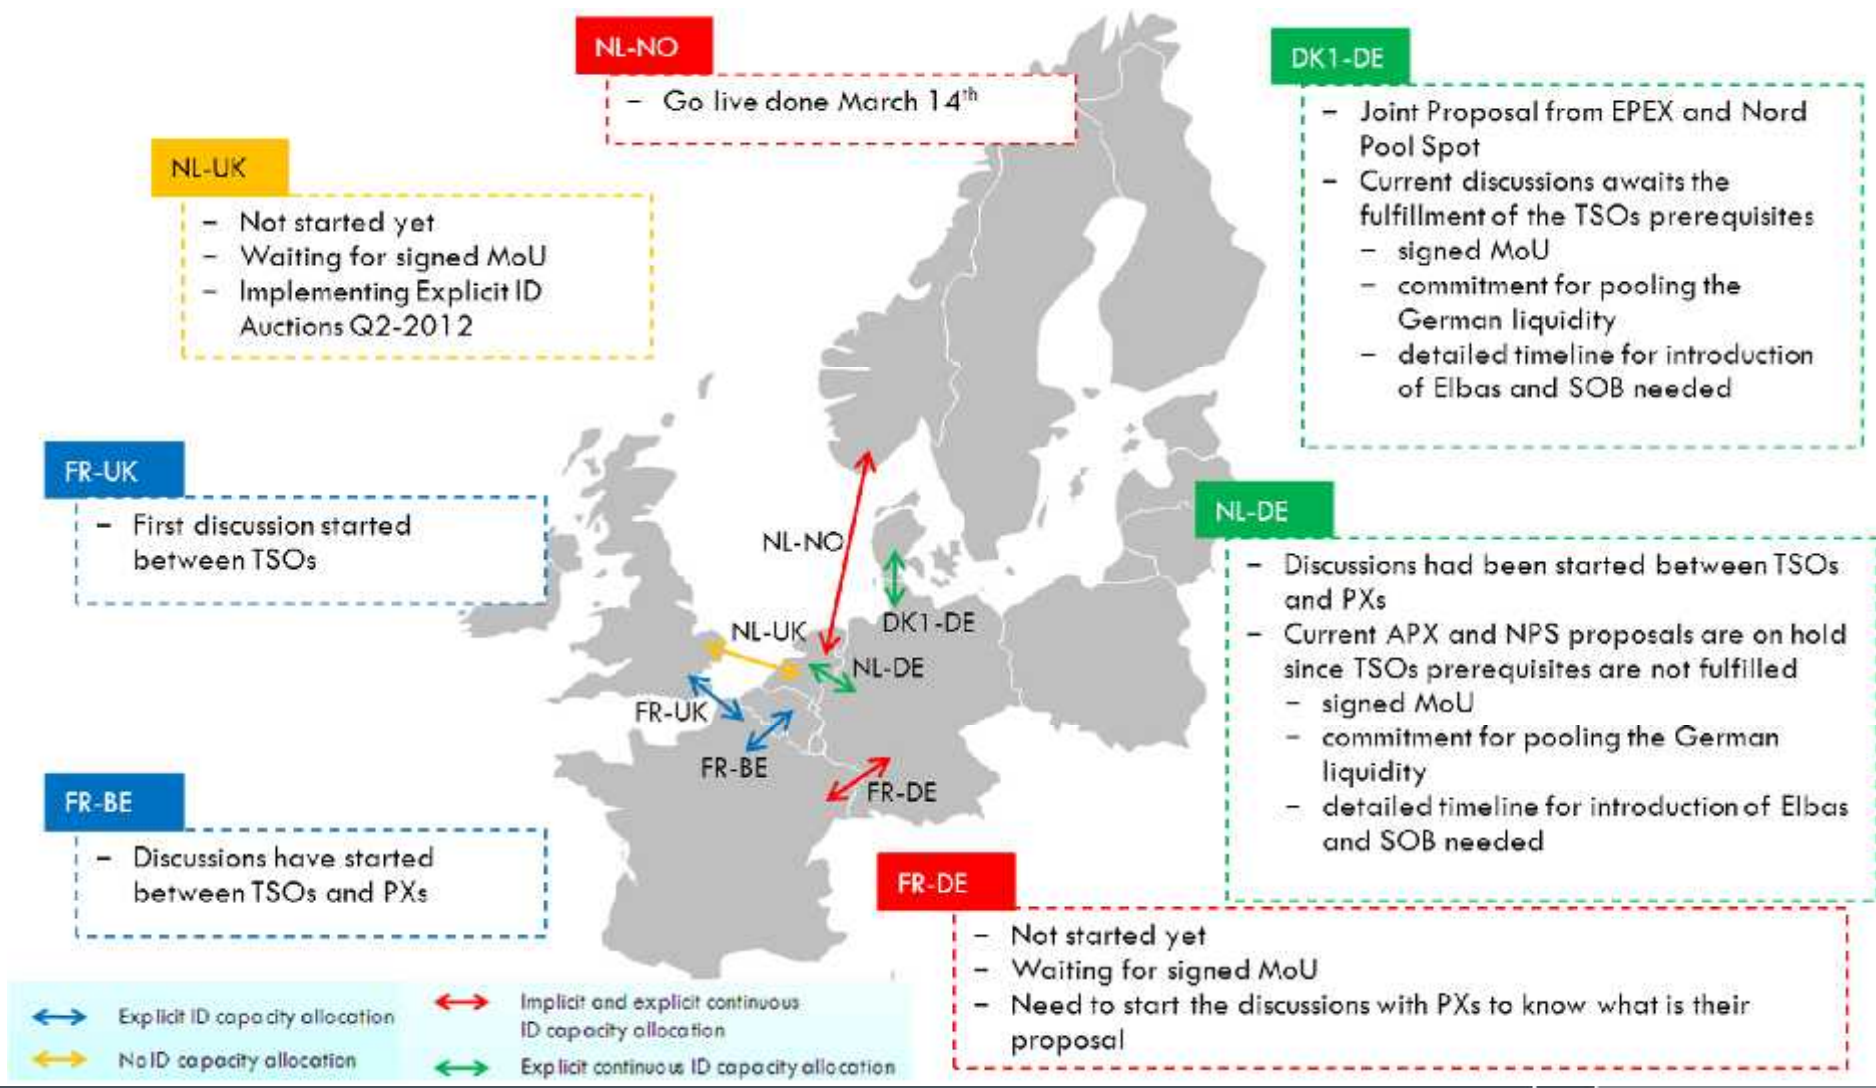 NL-NO
– Go live done March 14th
DK1-DE
– Joint Proposal from EPEX and Nord
Pool Spot
– Current discussions awaits the
fulfillment of the TSOs prerequisites
– signed MoU
– commitment for pooling the
German liquidity
– detailed timeline for introduction
of Elbas and SOB needed
NL-UK
– Not started yet
– Waiting for signed MoU
– Implementing Explicit ID
Auctions Q2-2012
FR-UK
– First discussion started
between TSOs
NL-DE
– Discussions had been started between TSOs
and PXs
– Current APX and NPS proposals are on hold
since TSOs prerequisites are not fulfilled
– signed MoU
– commitment for pooling the German
liquidity
– detailed timeline for introduction of Elbas
and SOB needed
NL-NO
DK1-DE
NL-UK
NL-DE
FR-UK
FR-BE
FR-DE
FR-BE
– Discussions have started
between TSOs and PXs
FR-DE
– Not started yet
– Waiting for signed MoU
– Need to start the discussions with PXs to know what is their
proposal
Explicit ID capacity allocation
No ID capacity allocation
Implicit and explicit continuous
ID capacity allocation
Explicit continuous ID capacity allocation